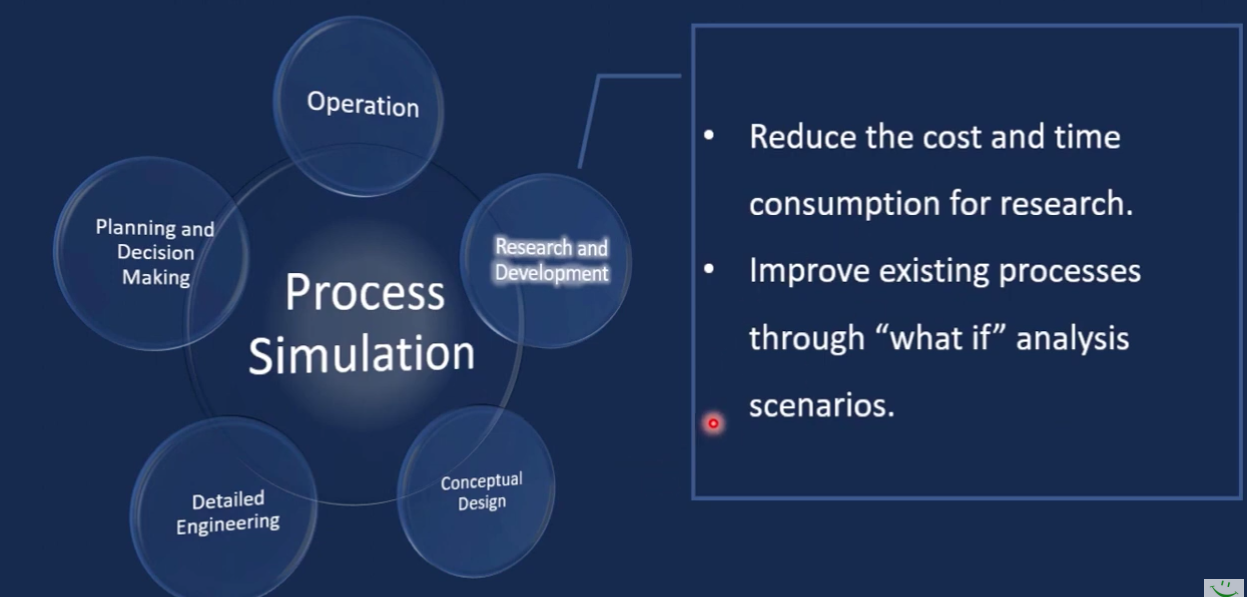 Operation
Planning and
Decision
Making
Research and
Development
Process
Simulation
Detailed
Engineering
Conceptual
Design
• Reduce the cost and time
consumption for research.
• Improve existing processes
through “what if” analysis
scenarios.